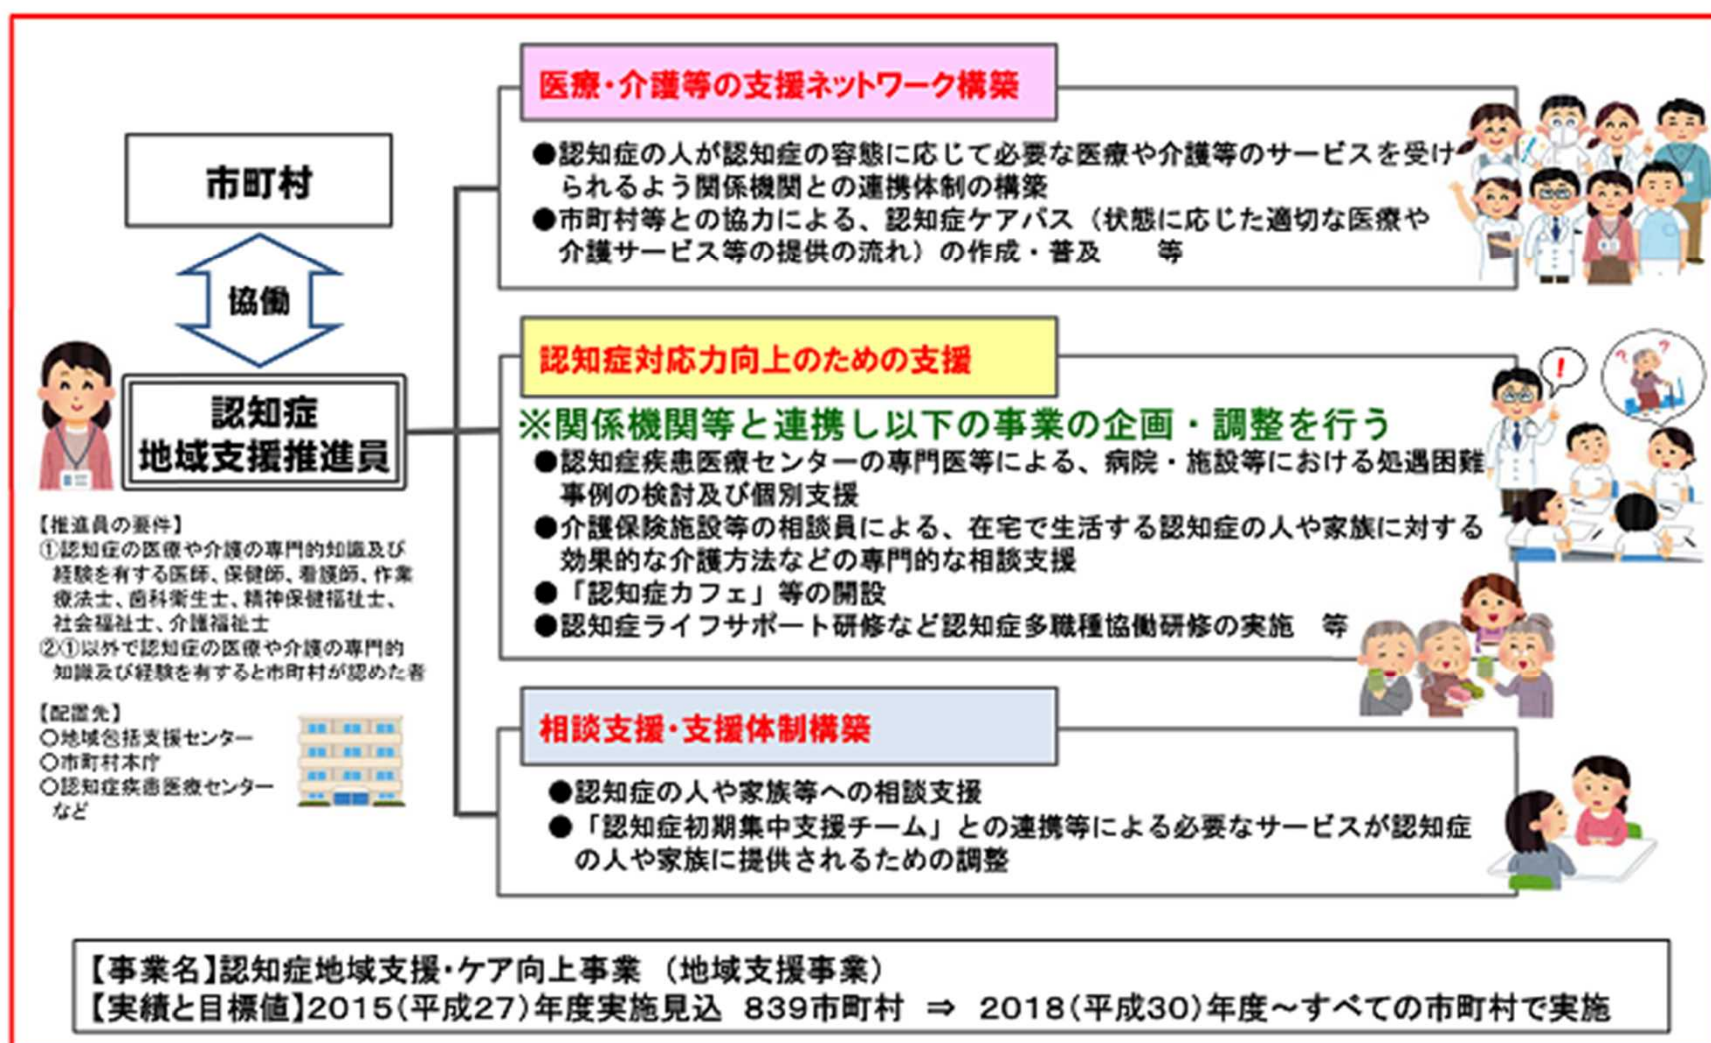 市町村
協働
認知症
地域支援推進員
【推進員の要件】
①認知症の医療や介護の専門的知識及び
経験を有する医師、保健師、看護師、作業
療法士、歯科衛生士、精神保健福祉士、
社会福祉士、介護福祉士
②①以外で認知症の医療や介護の専門的
知識及び経験を有すると市町村が認めた者
【配置先】
○地域包括支援センター
○市町村本庁
○認知症疾患医療センター
など
医療・介護等の支援ネットワーク構築
●認知症の人が認知症の容態に応じて必要な医療や介護等のサービスを受け
られるよう関係機関との連携体制の構築
●市町村等との協力による、認知症ケアパス（状態に応じた適切な医療や
介護サービス等の提供の流れ）の作成・普及　　等
認知症対応力向上のための支援
※関係機関等と連携し以下の事業の企画・調整を行う
●認知症疾患医療センターの専門医等による、病院・施設等における処遇困難
事例の検討及び個別支援
●介護保険施設等の相談員による、在宅で生活する認知症の人や家族に対する
効果的な介護方法などの専門的な相談支援
●「認知症カフェ」等の開設
●認知症ライフサポート研修など認知症多職種協働研修の実施　等
!
? ?
相談支援・支援体制構築
●認知症の人や家族等への相談支援
●「認知症初期集中支援チーム」との連携等による必要なサービスが認知症
の人や家族に提供されるための調整
【事業名】認知症地域支援・ケア向上事業　（地域支援事業）
【実績と目標値】2015（平成27）年度実施見込　839市町村　⇒　2018（平成30）年度～すべての市町村で実施